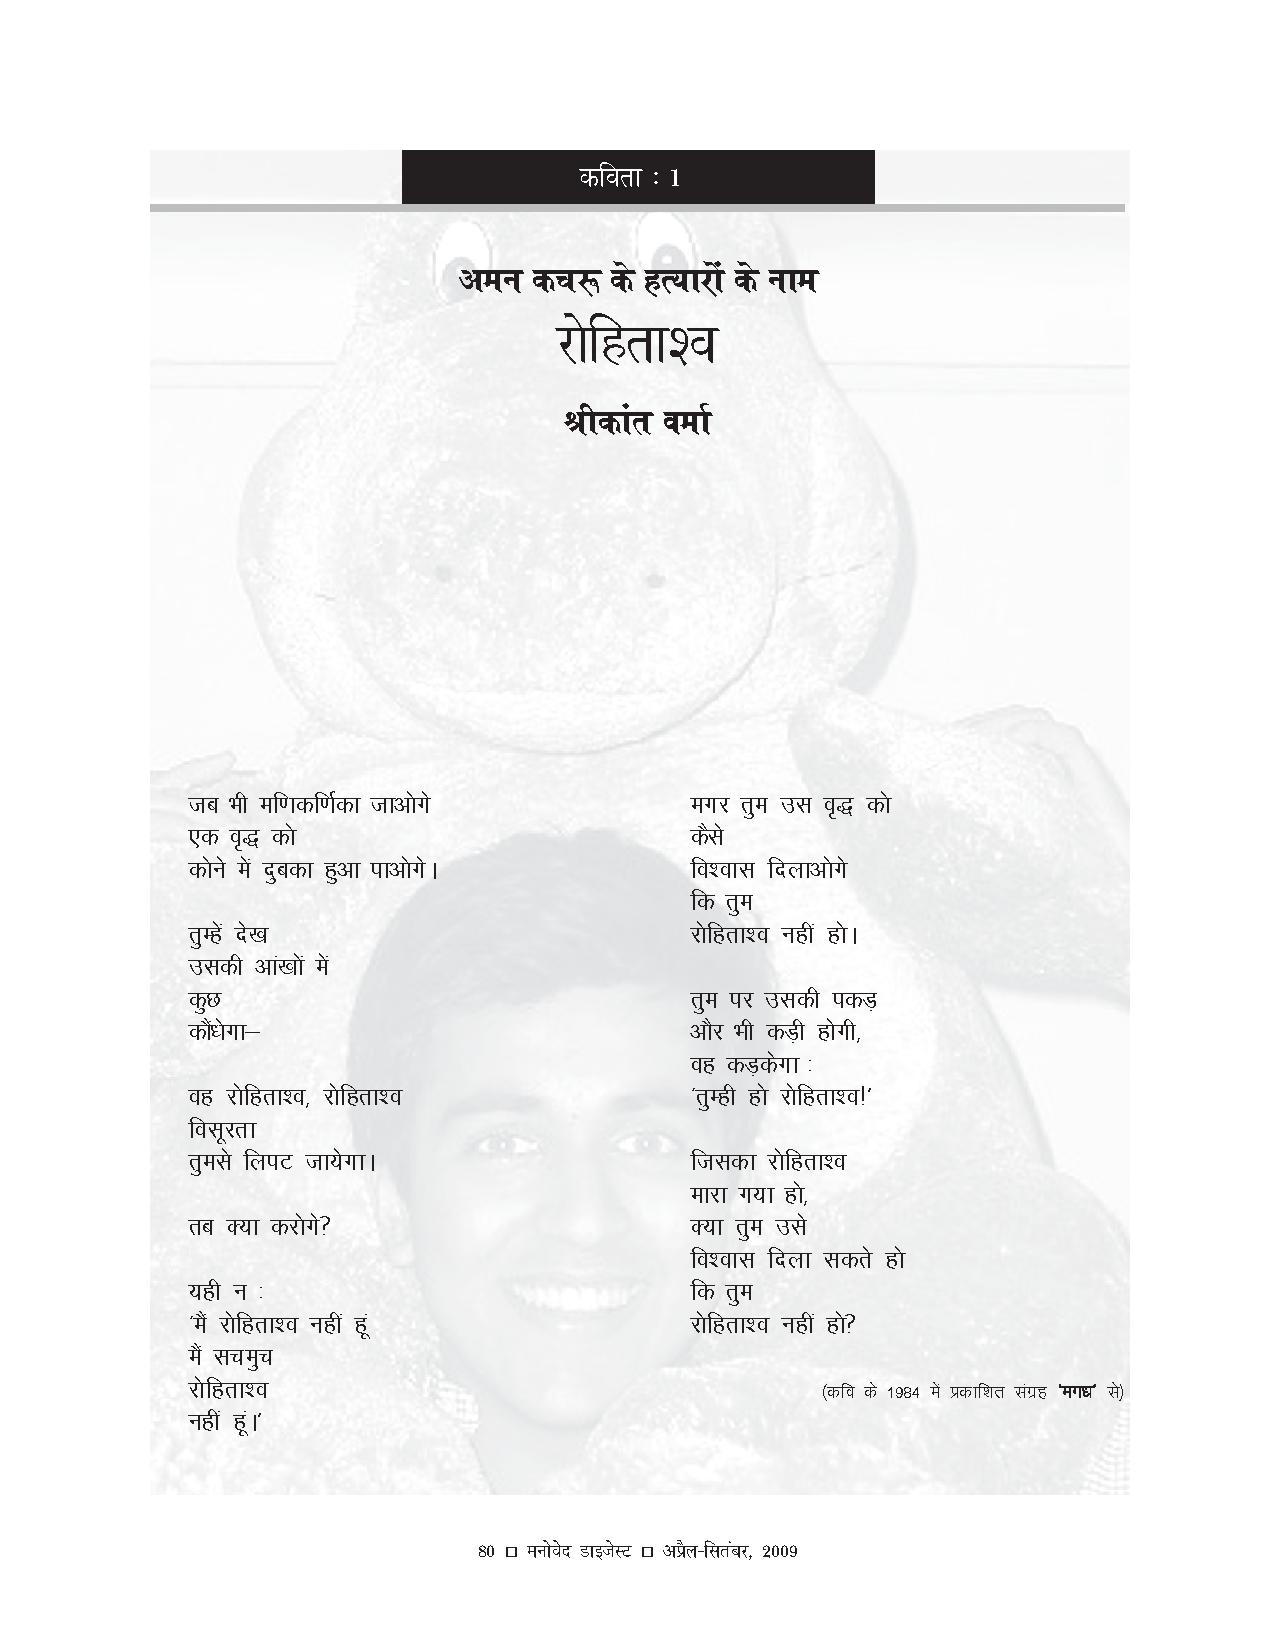 कविता : 1
अमन कचरू के हत्यारों के नाम
रोहिताश्व
श्रीकांत वर्मा
जब भी मणिकर्णिका जाओगे
एक वृद्ध को
कोने में दुबका हुआ पाओगे।
तुम्हें देख
उसकी आंखों में
कुछ
कौंधेगा–
वह रोहिताश्व, रोहिताश्व
विसूरता
तुमसे लिपट जायेगा।
तब क्या करोगे?
यही न :
'मैं रोहिताश्व नहीं हूं
मैं सचमुच
रोहिताश्व
नहीं हूं।'
मगर तुम उस वृद्ध को
कैसे
विश्वास दिलाओगे
कि तुम
रोहिताश्व नहीं हो।
तुम पर उसकी पकड़
और भी कड़ी होगी,
वह कड़केगा :
'तुम्ही हो रोहिताश्व!'
जिसका रोहिताश्व
मारा गया हो,
क्या तुम उसे
विश्वास दिला सकते हो
कि तुम
रोहिताश्व नहीं हो?
(कवि के 1984 में प्रकाशित संग्रह 'मगध' से)
80 □ मनोवेद डाइजेस्ट □ अप्रैल-सितंबर, 2009